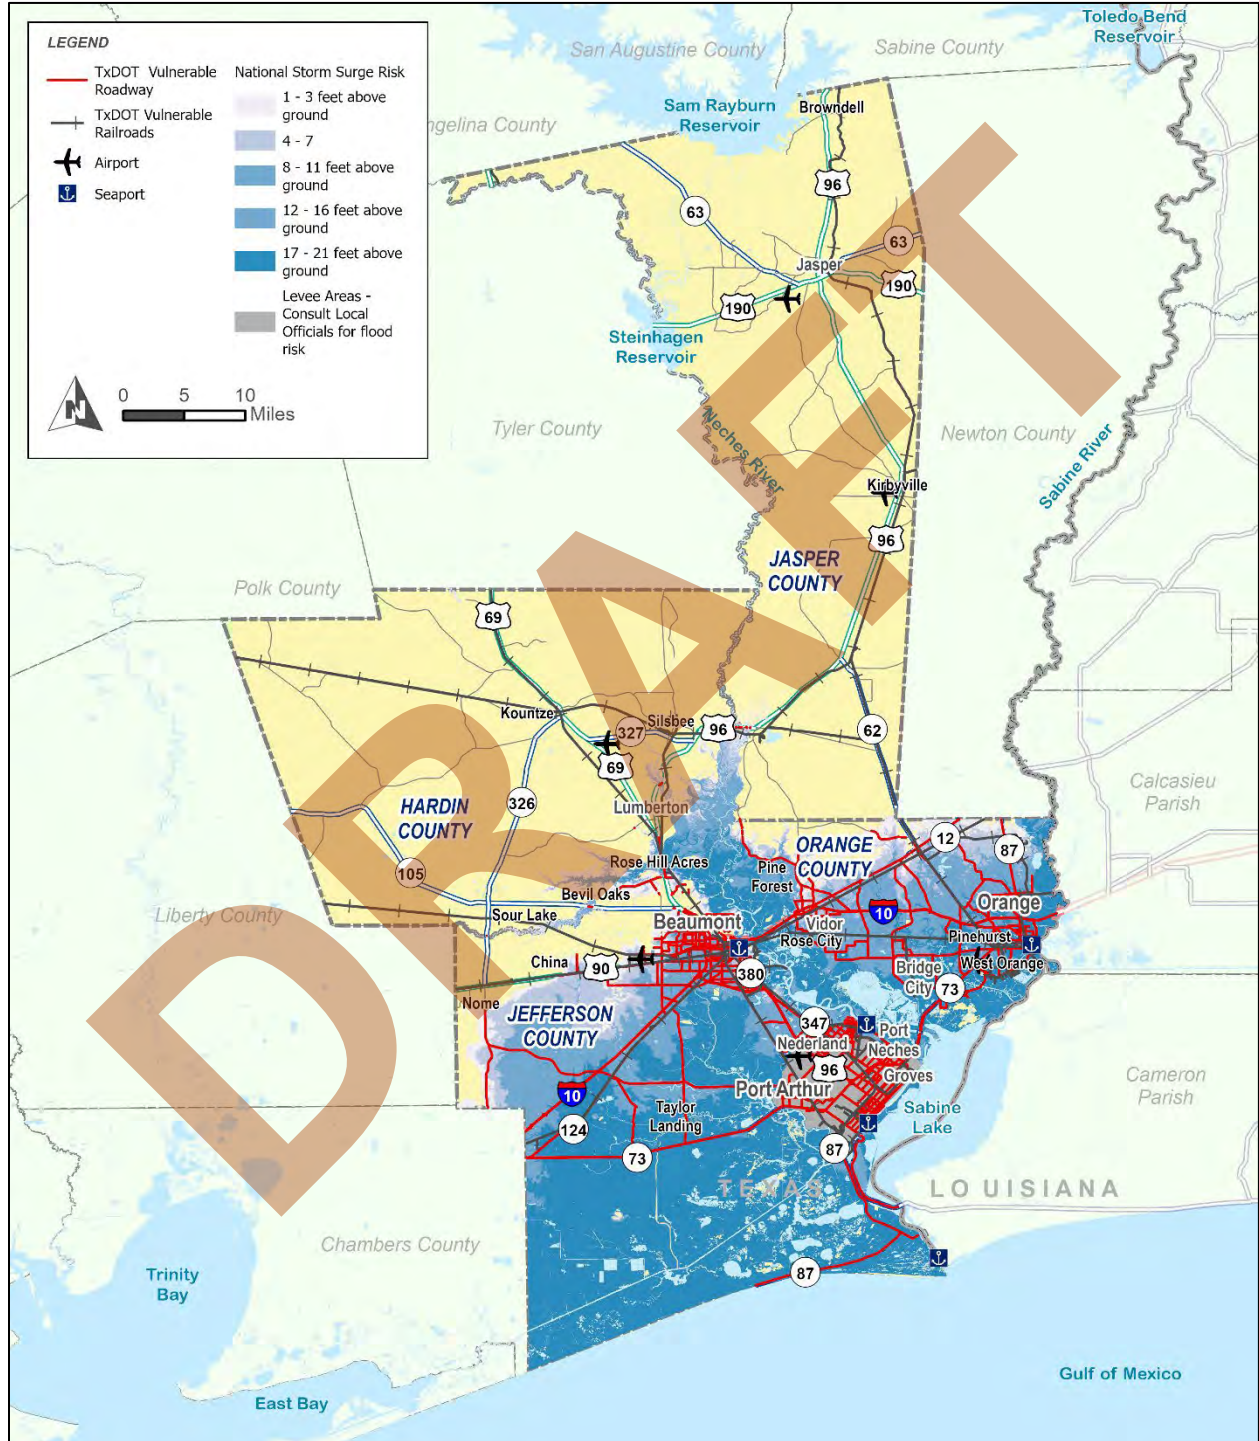 LEGEND
TxDOT Vulnerable
Roadway
TxDOT Vulnerable
Railroads
Airport
Seaport
National Storm Surge Risk
1 - 3 feet above
ground
4 - 7
8 - 11 feet above
ground
12 - 16 feet above
ground
17 - 21 feet above
ground
Levee Areas -
Consult Local
Officials for flood
risk
N
0 5 10
Miles
Toledo Bend
Reservoir
San Augustine County
Sabine County
Sam Rayburn
Reservoir
Browndell
ngelina County
96
63
63
Jasper
190
190
Steinhagen
Reservoir
Tyler County
Neches River
Newton County
Sabine River
Kirbyville
96
JASPER
COUNTY
Polk County
69
Kountze
Silsbee
327
96
62
69
Calcasieu
Parish
HARDIN
COUNTY
326
Lumberton
ORANGE
COUNTY
12
87
105
Rose Hill Acres
Pine
Forest
Bevil Oaks
Orange
10
Liberty County
Sour Lake
Beaumont
Vidor
Rose City
Pinehurst
China
90
380
West Orange
Bridge
City
73
Nome
JEFFERSON
COUNTY
347
Port
Neches
Nederland
96
Groves
Port Arthur
Cameron
Parish
10
Taylor
Landing
Sabine
Lake
124
73
87
TEXAS
LOUISIANA
Chambers County
Trinity
Bay
87
Gulf of Mexico
East Bay
DRAFT